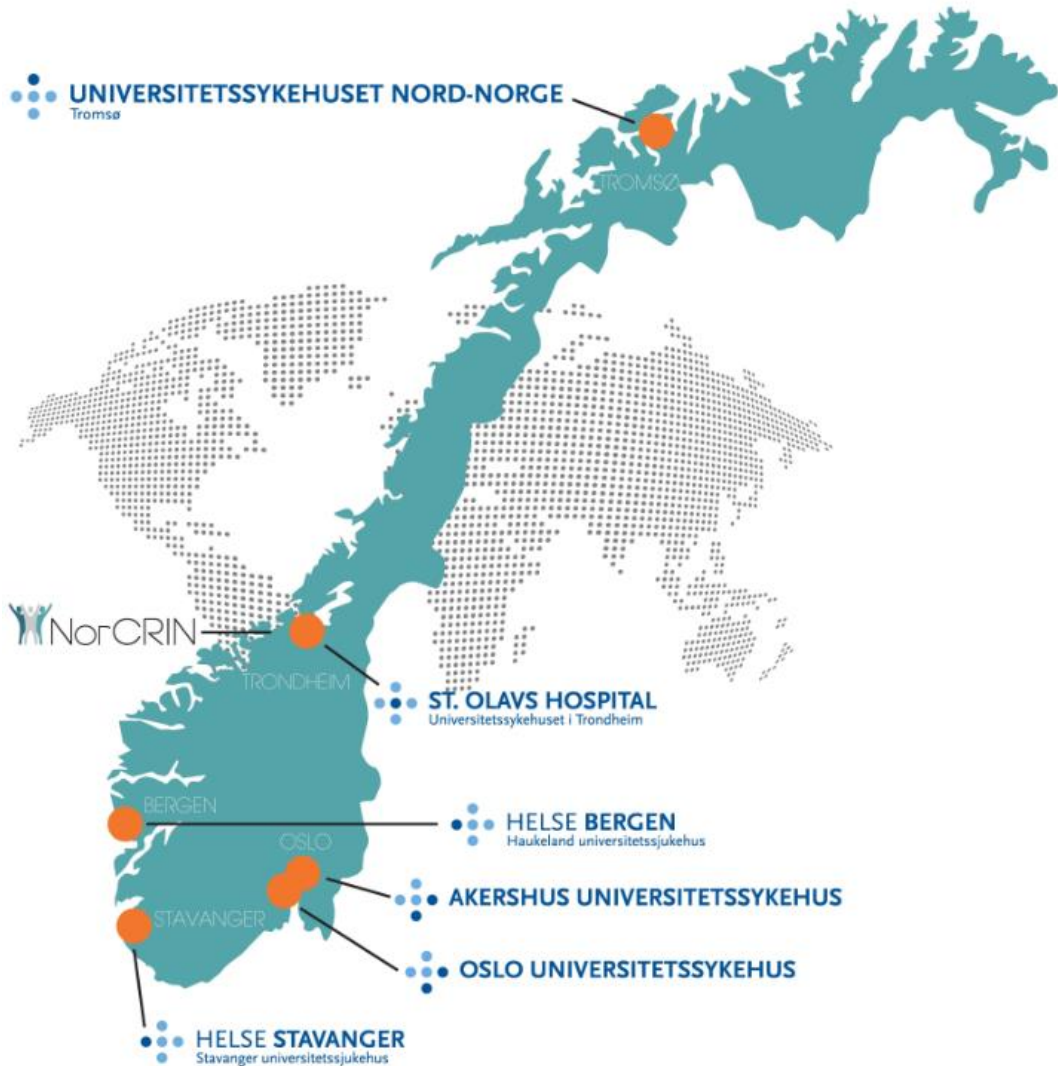 UNIVERSITETSSYKEHUSET NORD-NORGE
Tromsø
TROMSØ
NorCRIN
TRONDHEIM
ST. OLAVS HOSPITAL
Universitetssykehuset i Trondheim
BERGEN
HELSE BERGEN
Haukeland universitetssjukehus
OSLO
AKERSHUS UNIVERSITETSSYKEHUS
STAVANGER
OSLO UNIVERSITETSSYKEHUS
HELSE STAVANGER
Stavanger universitetssjukehus